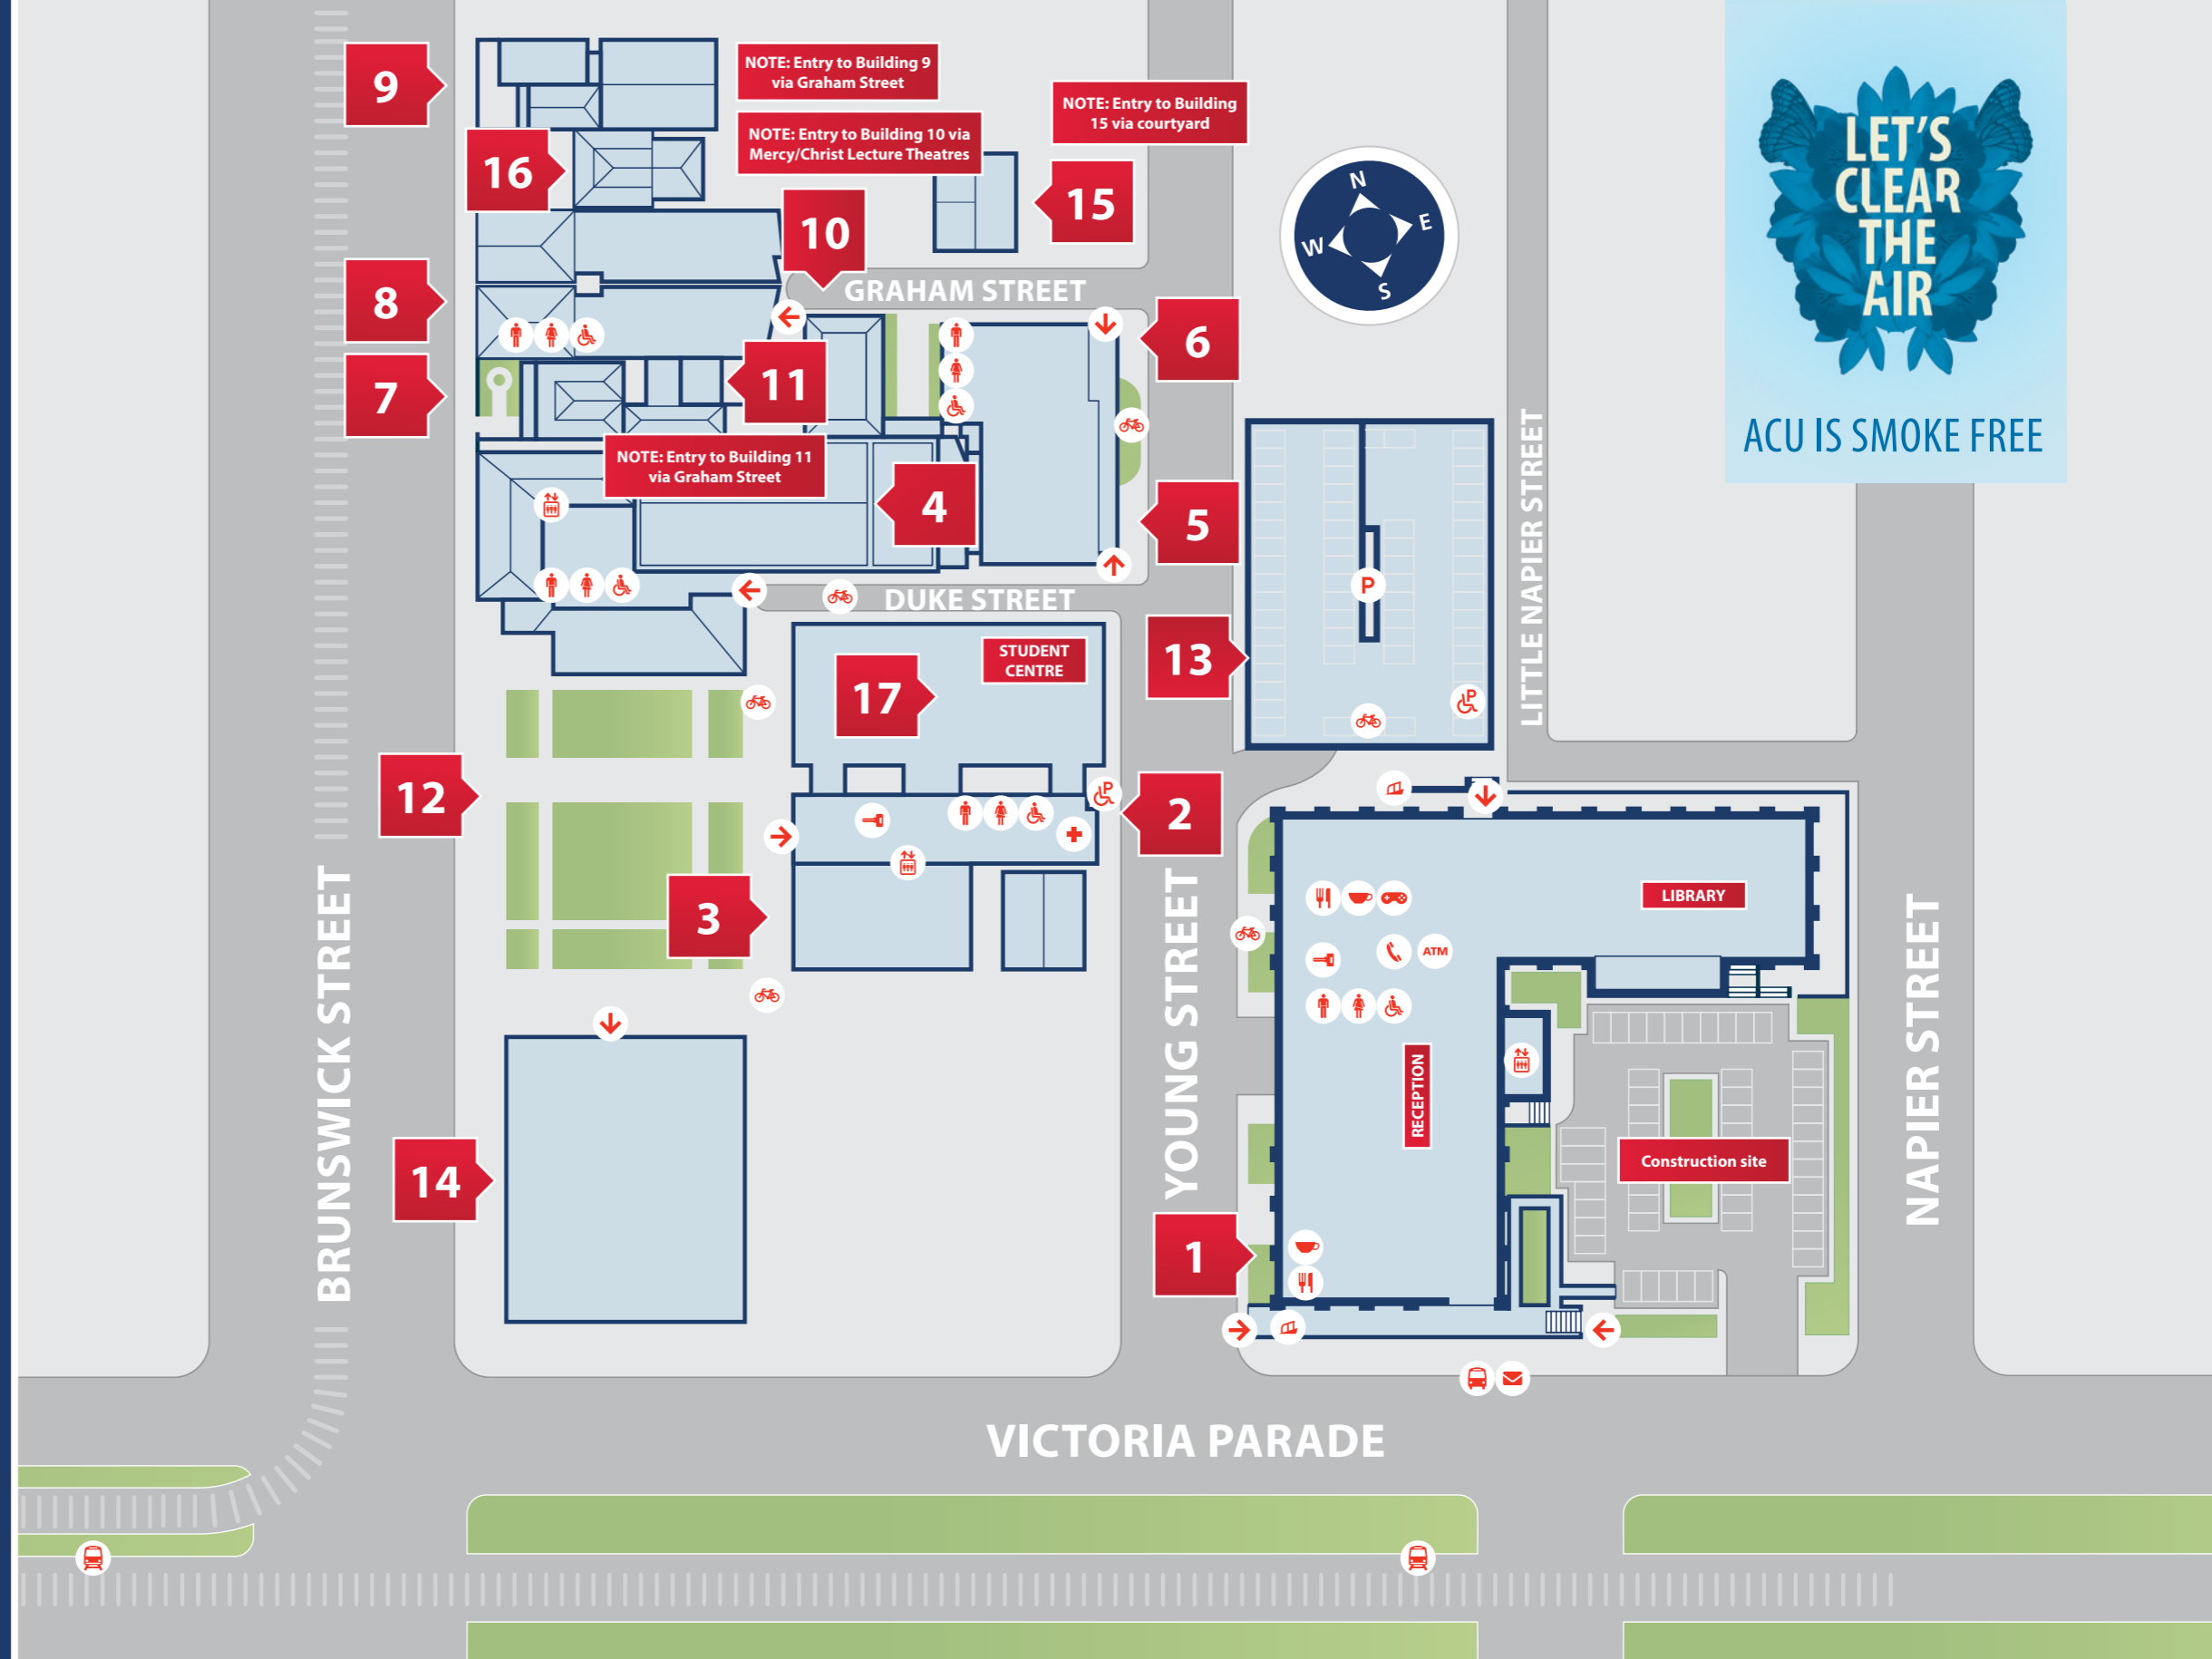 9
NOTE: Entry to Building 9
via Graham Street
NOTE: Entry to Building
15 via courtyard
NOTE: Entry to Building 10 via
Mercy/Christ Lecture Theatres
16
15
10
N
E
W
S
LET'S
CLEAR
THE
AIR
ACU IS SMOKE FREE
8
GRAHAM STREET
6
7
11
NOTE: Entry to Building 11
via Graham Street
4
5
LITTLE NAPIER STREET
P
DUKE STREET
STUDENT
CENTRE
13
17
P
12
P
2
3
LIBRARY
ATM
BRUNSWICK STREET
YOUNG STREET
NAPIER STREET
RECEPTION
Construction site
14
1
VICTORIA PARADE